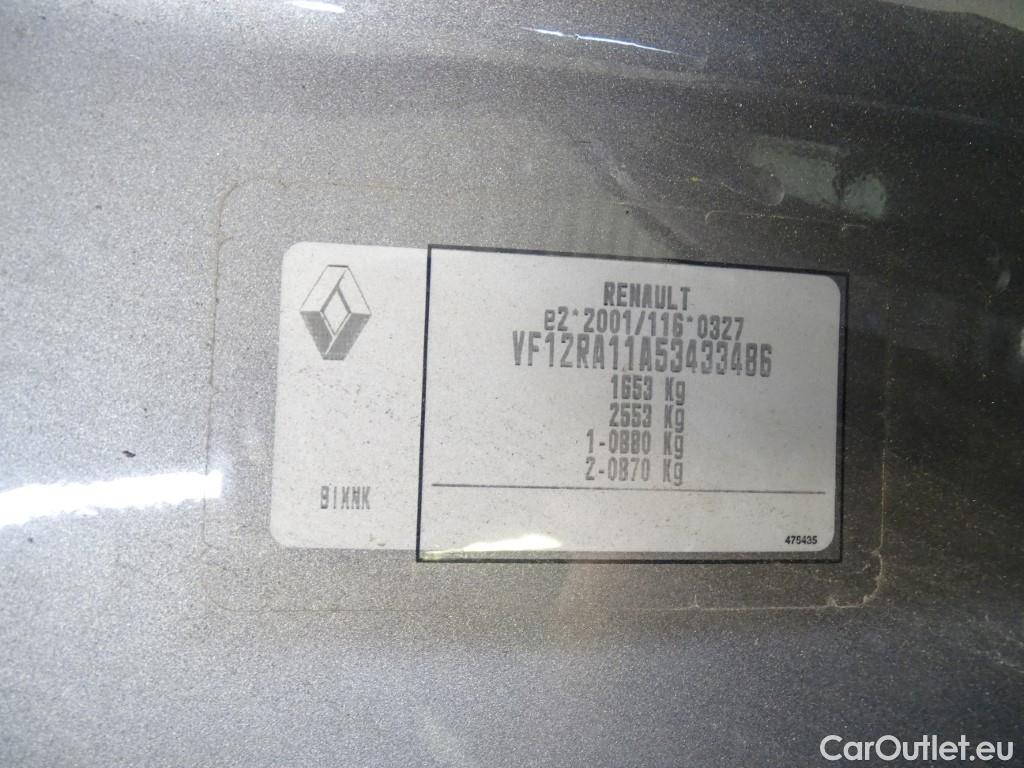 RENAULT
e2*2001/116*0327
VF12RA11A53433486
1653 Kg
2553 Kg
1-0880 Kg
2-0870 Kg
BIXNK
475435
CarOutlet.eu